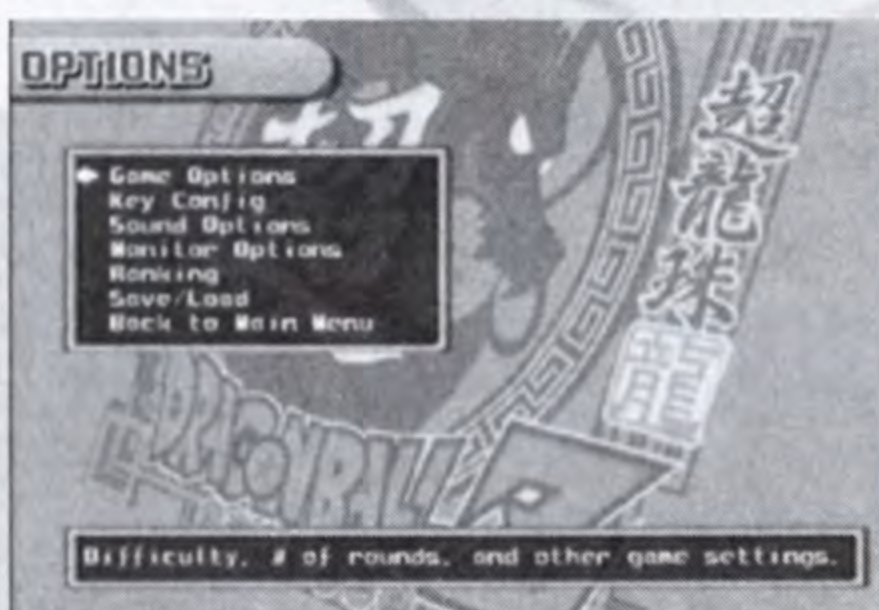 OPTIONS
Game Options
Key Config
Sound Options
Monitor Options
Ranking
Save/Load
Back to Main Menu
超龍珠
龍
DRAGONBALL
Difficulty, # of rounds, and other game settings.